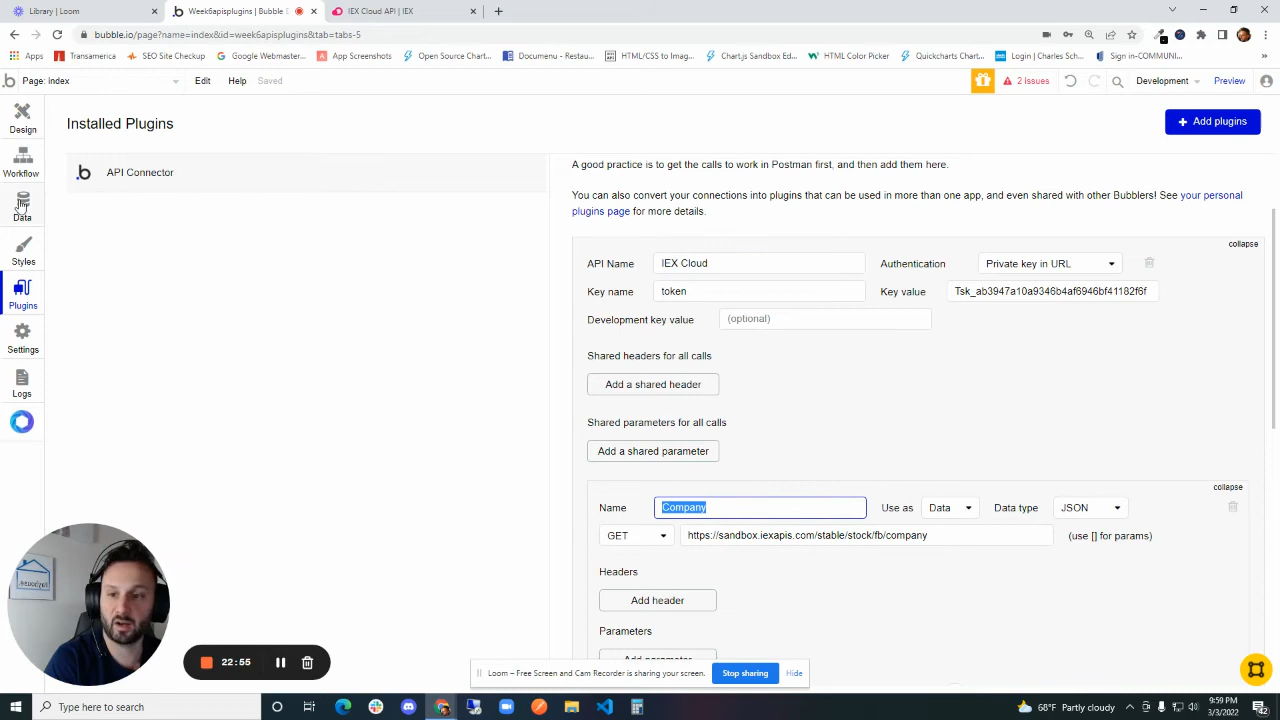 Library | Loom
Week6apisplugins | Bubble E
IEX Cloud API | IEX
bubble.io/page?name=index&id=week6apisplugins&tab=tabs-5
Apps
Transamerica
SEO Site Checkup
Google Webmaster...
App Screenshots
Open Source Chart...
Documenu - Restau...
HTML/CSS to Imag...
Chart.js Sandbox Ed...
HTML Color Picker
Quickcharts Chart...
Login | Charles Sch...
Sign in-COMMUNI...
Page: index
Edit
Help
Saved
2 Issues
Development
Preview
Design
Workflow
Data
Styles
Plugins
Settings
Logs
Installed Plugins
Add plugins
API Connector
A good practice is to get the calls to work in Postman first, and then add them here.
You can also convert your connections into plugins that can be used in more than one app, and even shared with other Bubblers! See your personal
plugins page for more details.
collapse
API Name
IEX Cloud
Authentication
Private key in URL
Key name
token
Key value
Tsk_ab3947a10a9346b4af6946bf41182f6f
Development key value
(optional)
Shared headers for all calls
Add a shared header
Shared parameters for all calls
Add a shared parameter
collapse
Name
Company
Use as
Data
Data type
JSON
GET
https://sandbox.iexapis.com/stable/stock/fb/company
(use [] for params)
Headers
Add header
Parameters
Add parameter
22:55
Loom – Free Screen and Cam Recorder is sharing your screen.
Stop sharing
Hide
Type here to search
68°F Partly cloudy
9:59 PM
3/3/2022
42